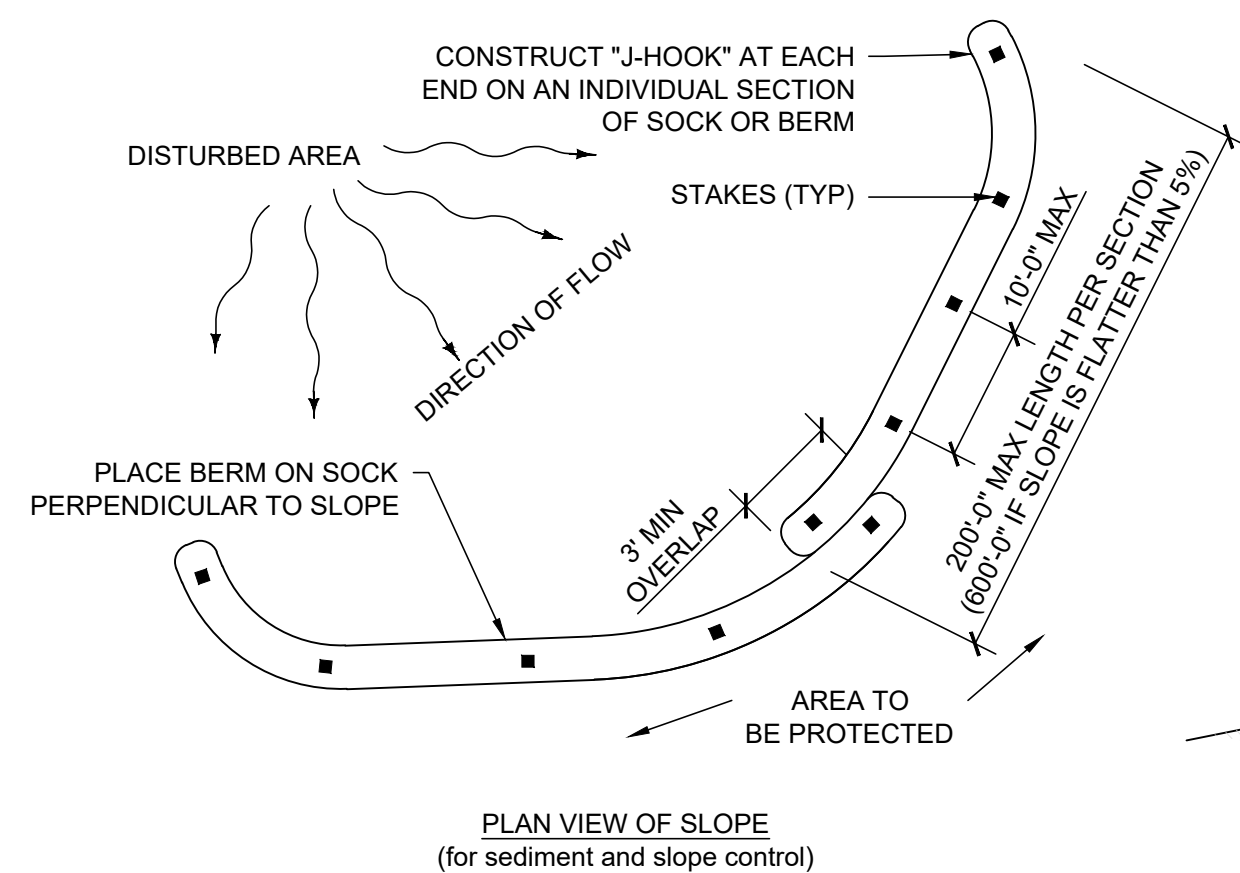 CONSTRUCT "J-HOOK" AT EACH
END ON AN INDIVIDUAL SECTION
OF SOCK OR BERM
DISTURBED AREA
STAKES (TYP)
10'-0" MAX
200'-0" MAX LENGTH PER SECTION
(600'-0" IF SLOPE IS FLATTER THAN 5%)
DIRECTION OF FLOW
PLACE BERM ON SOCK
PERPENDICULAR TO SLOPE
3' MIN
OVERLAP
AREA TO
BE PROTECTED
PLAN VIEW OF SLOPE
(for sediment and slope control)